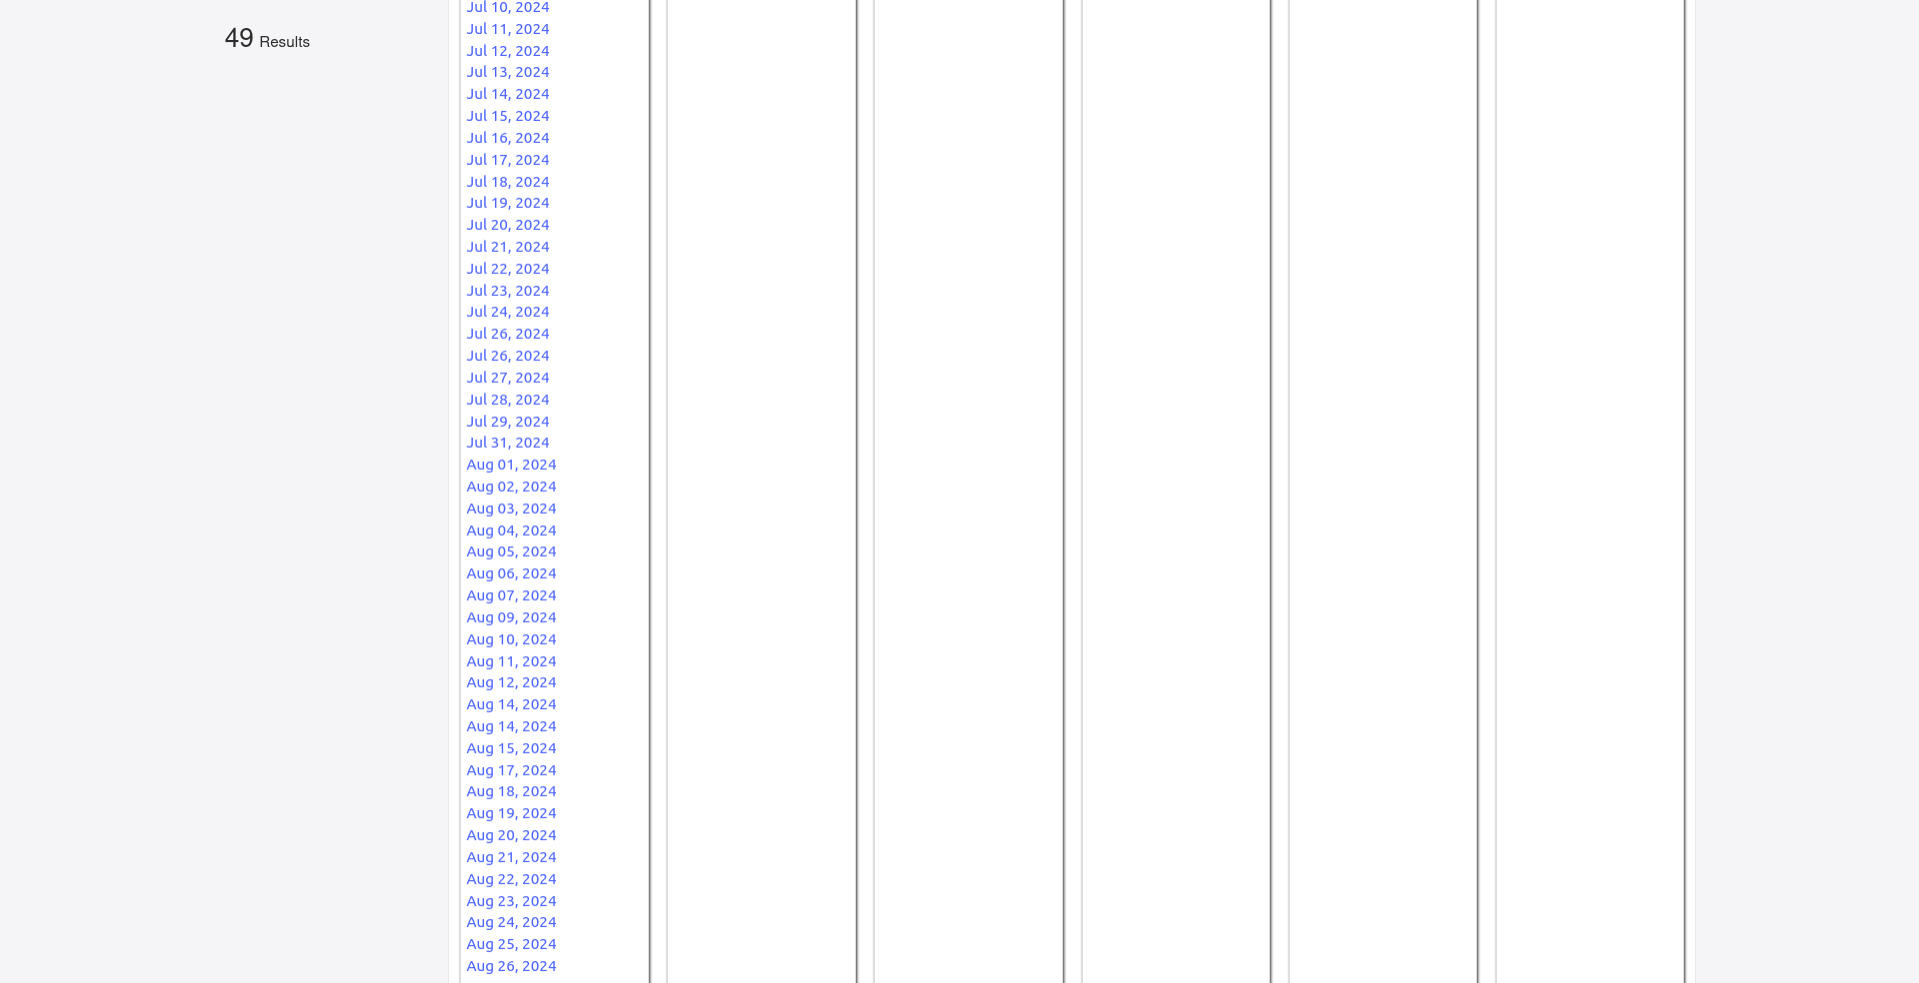 49 Results
Jul 10, 2024
Jul 11, 2024
Jul 12, 2024
Jul 13, 2024
Jul 14, 2024
Jul 15, 2024
Jul 16, 2024
Jul 17, 2024
Jul 18, 2024
Jul 19, 2024
Jul 20, 2024
Jul 21, 2024
Jul 22, 2024
Jul 23, 2024
Jul 24, 2024
Jul 26, 2024
Jul 26, 2024
Jul 27, 2024
Jul 28, 2024
Jul 29, 2024
Jul 31, 2024
Aug 01, 2024
Aug 02, 2024
Aug 03, 2024
Aug 04, 2024
Aug 05, 2024
Aug 06, 2024
Aug 07, 2024
Aug 09, 2024
Aug 10, 2024
Aug 11, 2024
Aug 12, 2024
Aug 14, 2024
Aug 14, 2024
Aug 15, 2024
Aug 17, 2024
Aug 18, 2024
Aug 19, 2024
Aug 20, 2024
Aug 21, 2024
Aug 22, 2024
Aug 23, 2024
Aug 24, 2024
Aug 25, 2024
Aug 26, 2024